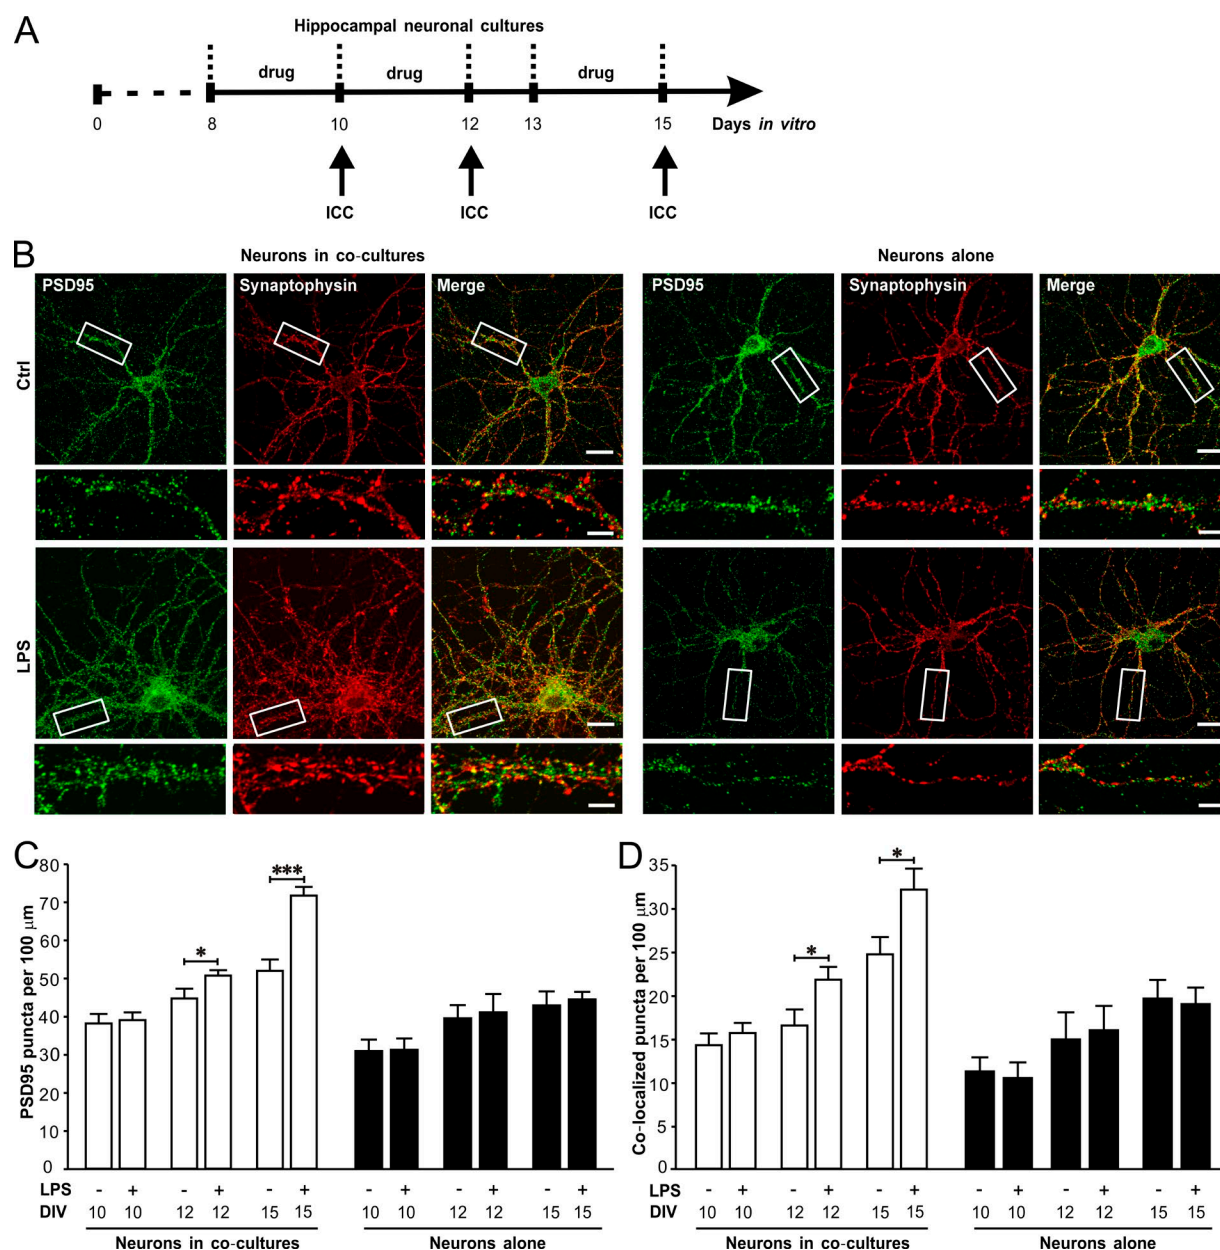 A
Hippocampal neuronal cultures
drug drug drug
0 8 10 12 13 15 Days in vitro
ICC ICC ICC
B
Neurons in co-cultures Neurons alone
PSD95 Synaptophysin Merge PSD95 Synaptophysin Merge
Ctrl
LPS
C
PSD95 puncta per 100 μm
80
70
60
50
40
30
20
10
0
* ***
LPS - + - + - + - + - + - +
DIV 10 10 12 12 15 15 10 10 12 12 15 15
Neurons in co-cultures Neurons alone
D
Co-localized puncta per 100 μm
35
30
25
20
15
10
5
0
* *
LPS - + - + - + - + - + - +
DIV 10 10 12 12 15 15 10 10 12 12 15 15
Neurons in co-cultures Neurons alone